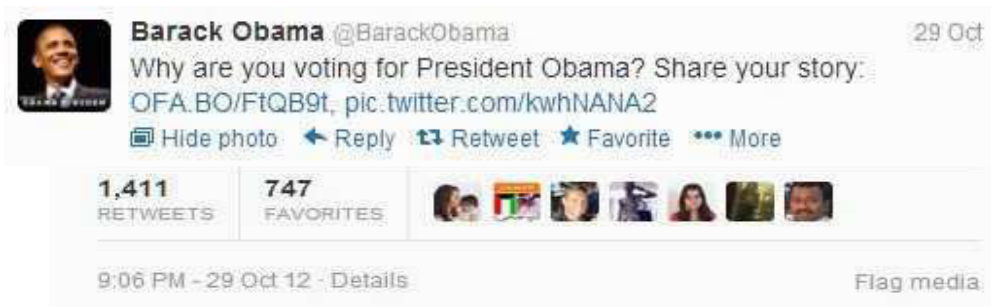 Barack Obama @BarackObama 29 Oct
Why are you voting for President Obama? Share your story:
OFA.BO/FtQB9t, pic.twitter.com/kwhNANA2
Hide photo Reply Retweet Favorite More
1,411 747
RETWEETS FAVORITES
9:06 PM - 29 Oct 12 · Details Flag media